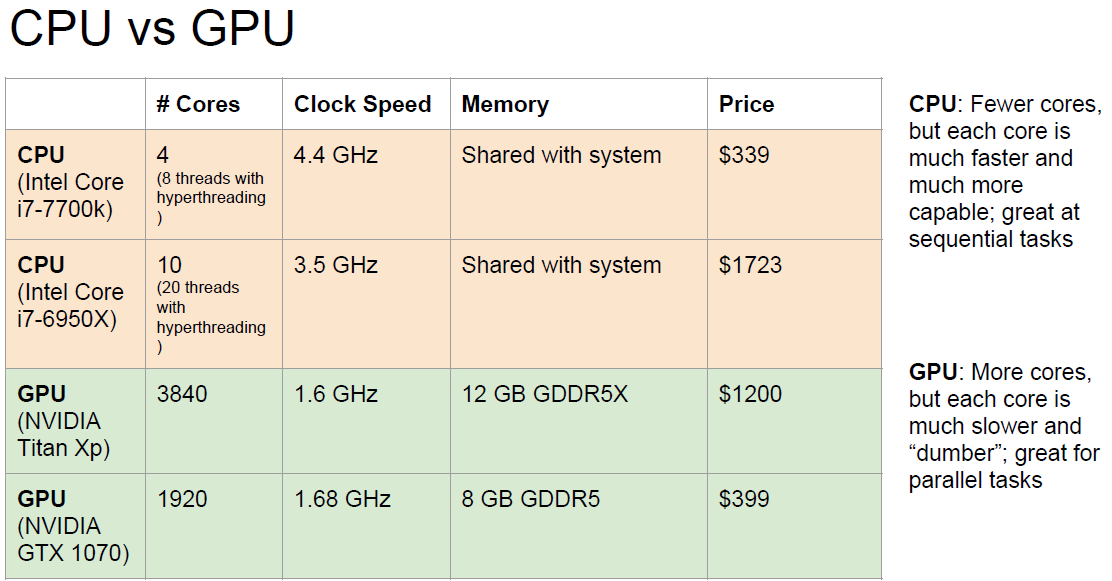 CPU vs GPU
# Cores
Clock Speed
Memory
Price
CPU
(Intel Core
i7-7700k)
4
(8 threads with
hyperthreading
)
4.4 GHz
Shared with system
$339
CPU
(Intel Core
i7-6950X)
10
(20 threads
with
hyperthreading
)
3.5 GHz
Shared with system
$1723
GPU
(NVIDIA
Titan Xp)
3840
1.6 GHz
12 GB GDDR5X
$1200
GPU
(NVIDIA
GTX 1070)
1920
1.68 GHz
8 GB GDDR5
$399
CPU: Fewer cores,
but each core is
much faster and
much more
capable; great at
sequential tasks
GPU: More cores,
but each core is
much slower and
“dumber”; great for
parallel tasks